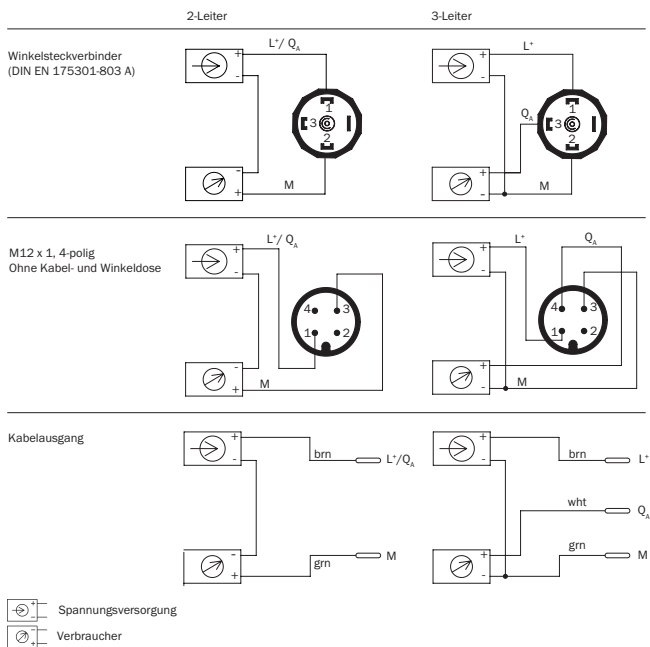 2-Leiter
3-Leiter
Winkelsteckverbinder
(DIN EN 175301-803 A)
+
-
L⁺/ Q_A
1
3
2
-
+
M
+
-
L⁺
Q_A
1
3
2
+
-
M
M12 x 1, 4-polig
Ohne Kabel- und Winkeldose
+
-
L⁺/ Q_A
4
3
1
2
-
+
M
+
-
L⁺
Q_A
4
3
1
2
+
-
M
Kabelausgang
+
-
brn
L⁺/Q_A
-
+
grn
M
+
-
brn
L⁺
wht
Q_A
+
-
grn
M
+
-
Spannungsversorgung
-
+
Verbraucher